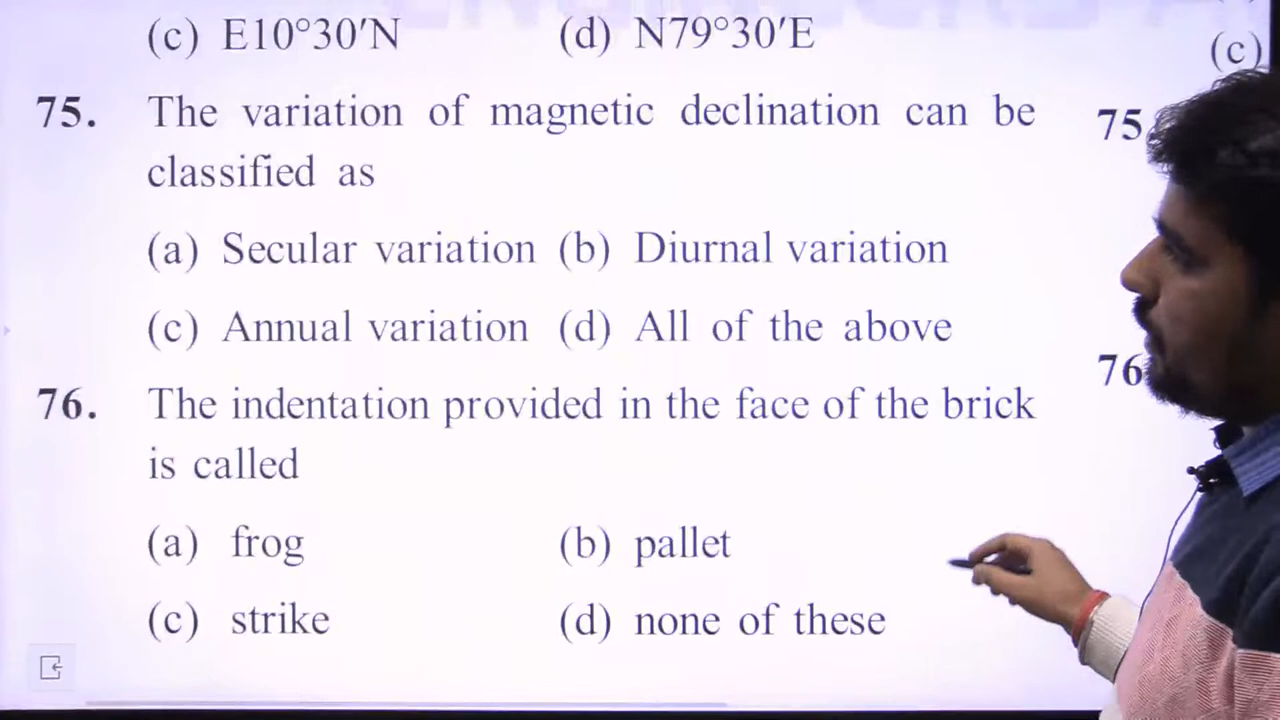 (c) E10°30′N (d) N79°30′E
(c)
75. The variation of magnetic declination can be
classified as
75
(a) Secular variation (b) Diurnal variation
(c) Annual variation (d) All of the above
76. The indentation provided in the face of the brick
is called
76
(a) frog (b) pallet
(c) strike (d) none of these